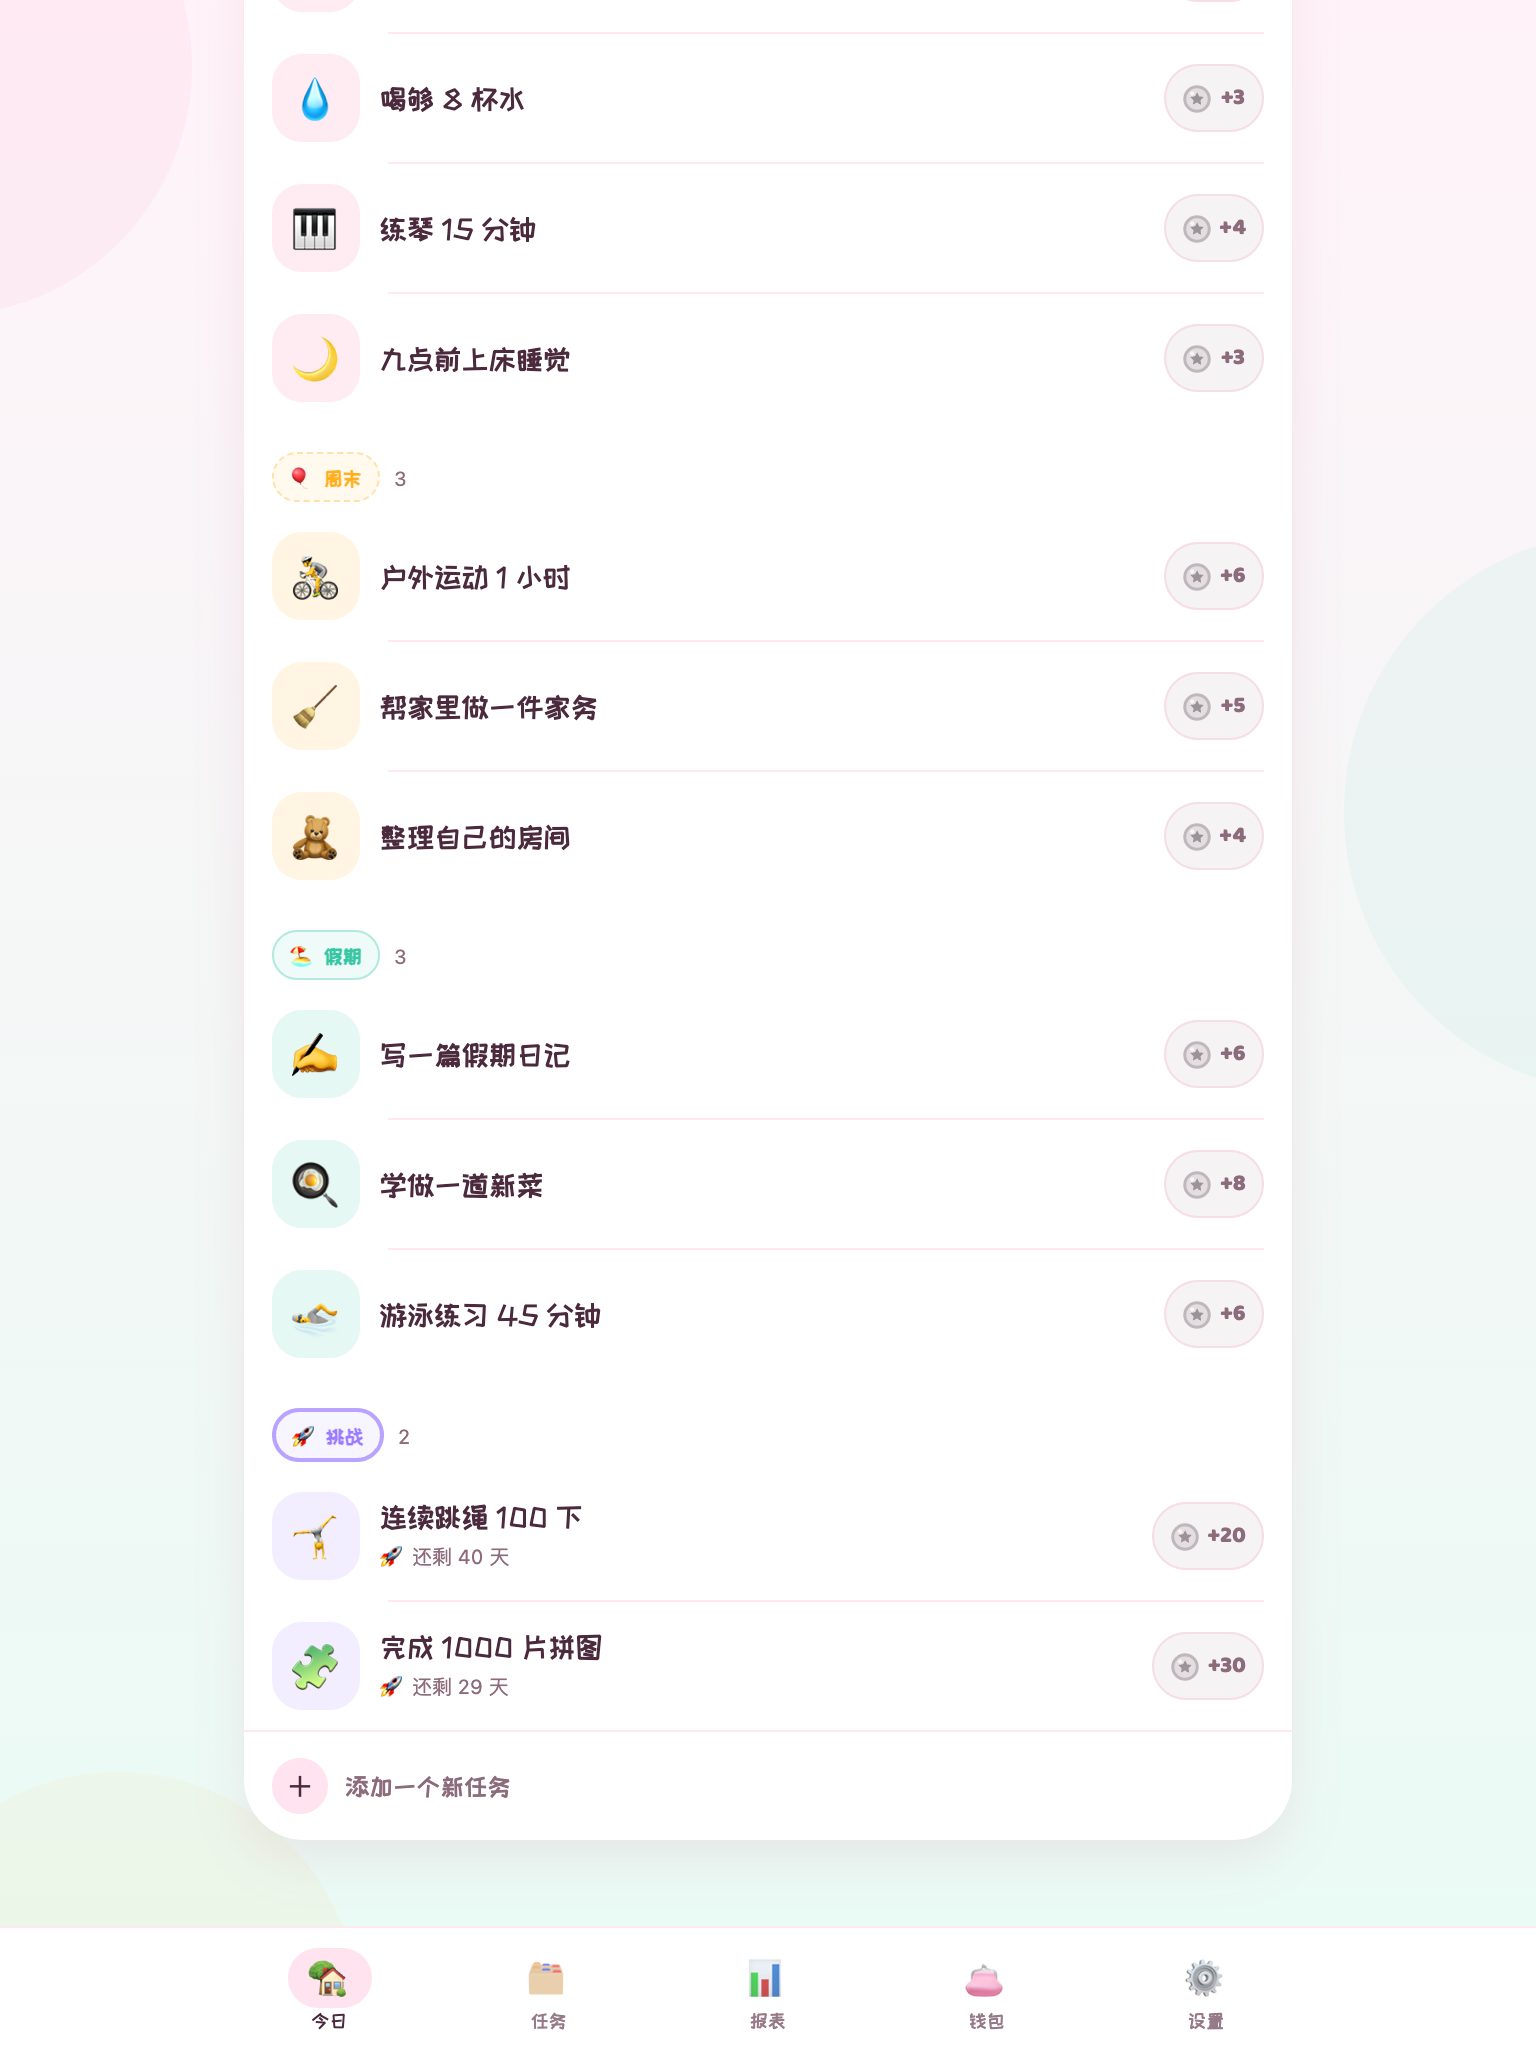 喝够 8 杯水
+3
练琴 15 分钟
+4
九点前上床睡觉
+3
周末 3
户外运动 1 小时
+6
帮家里做一件家务
+5
整理自己的房间
+4
假期 3
写一篇假期日记
+6
学做一道新菜
+8
游泳练习 45 分钟
+6
挑战 2
连续跳绳 100 下
还剩 40 天
+20
完成 1000 片拼图
还剩 29 天
+30
添加一个新任务
今日 任务 报表 钱包 设置